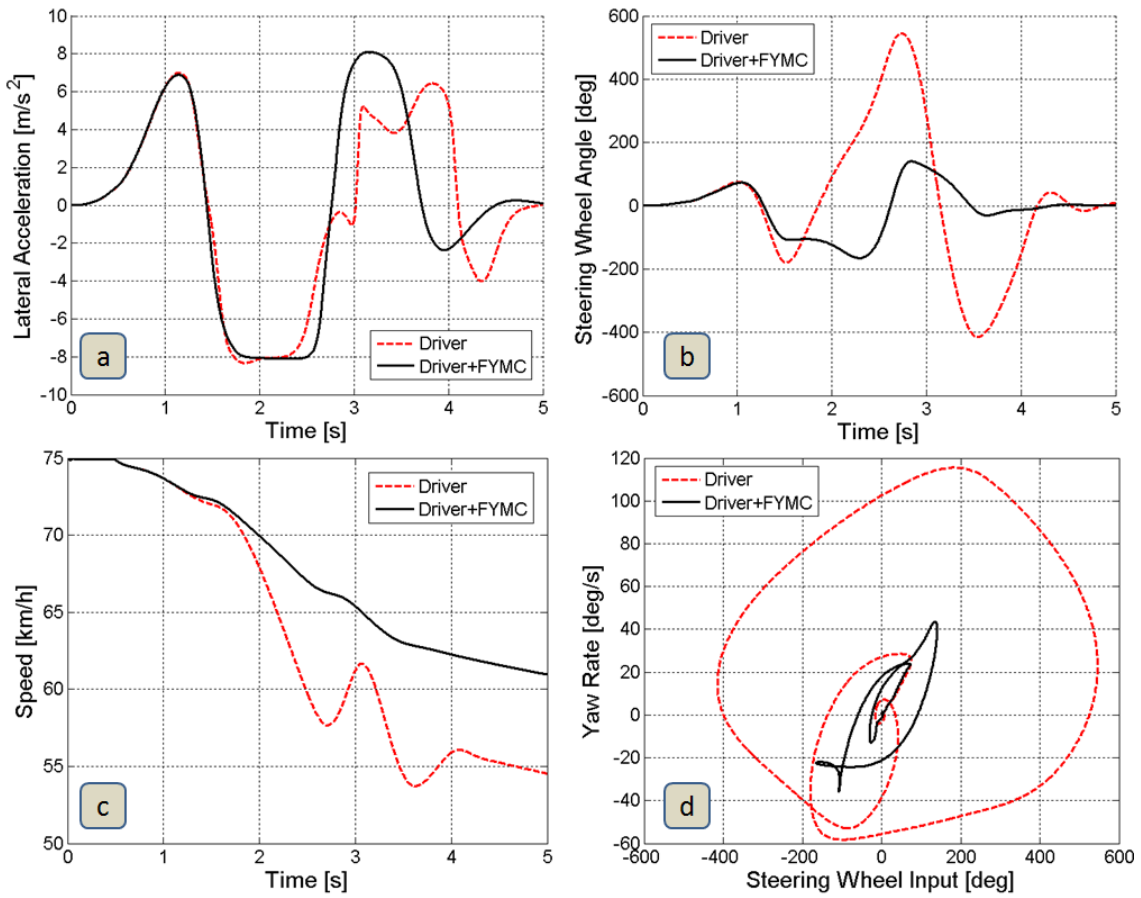 10
8
6
4
2
0
-2
-4
-6
-8
-10
Lateral Acceleration [m/s²]
0 1 2 3 4 5
Time [s]
Driver
Driver+FYMC
a
600
400
200
0
-200
-400
-600
Steering Wheel Angle [deg]
0 1 2 3 4 5
Time [s]
Driver
Driver+FYMC
b
75
70
65
60
55
50
Speed [km/h]
0 1 2 3 4 5
Time [s]
Driver
Driver+FYMC
c
120
100
80
60
40
20
0
-20
-40
-60
Yaw Rate [deg/s]
-600 -400 -200 0 200 400 600
Steering Wheel Input [deg]
Driver
Driver+FYMC
d